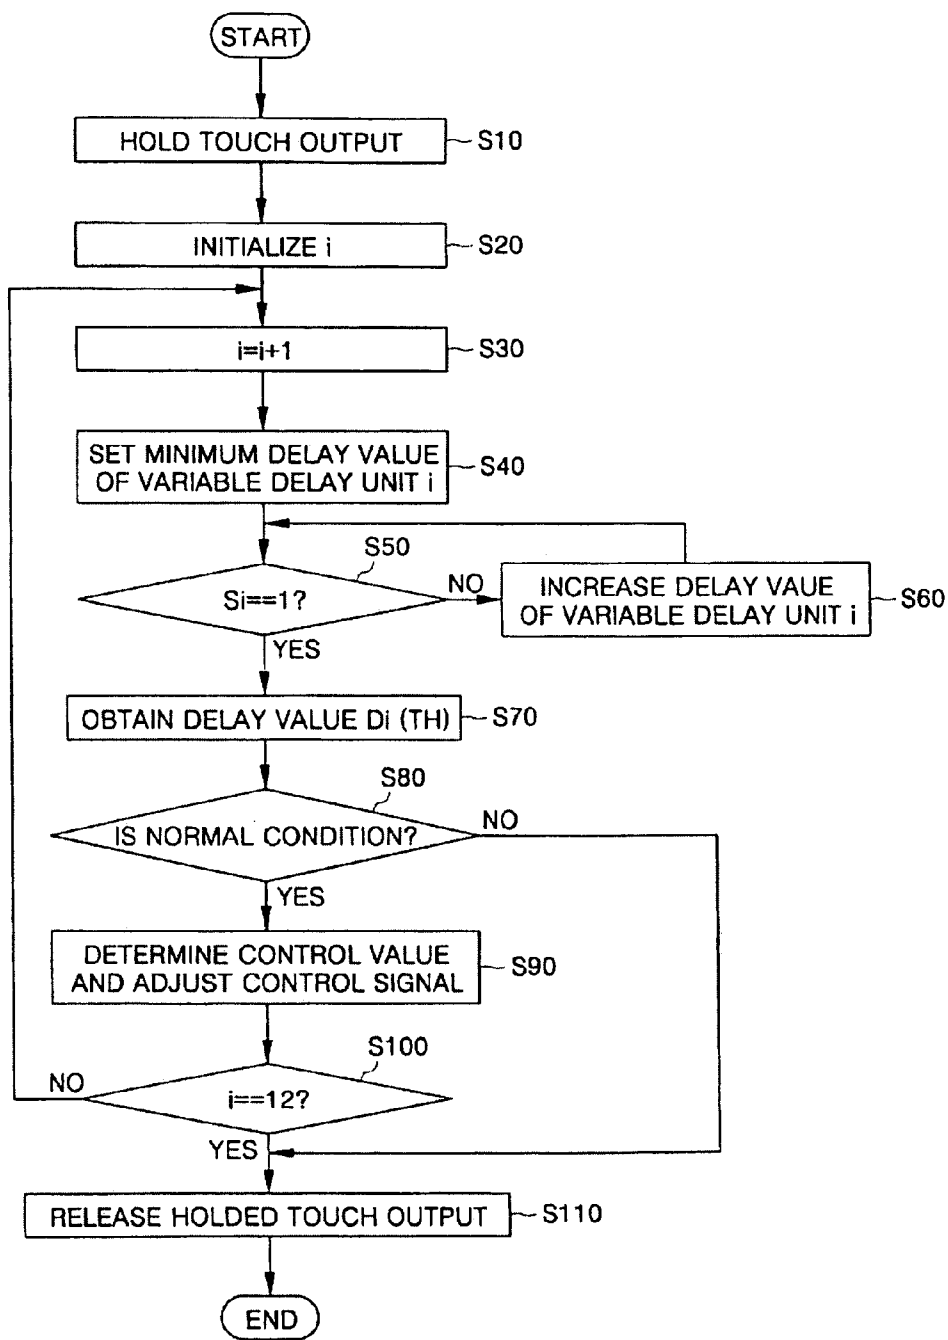 START
HOLD TOUCH OUTPUT
S10
INITIALIZE i
S20
i=i+1
S30
SET MINIMUM DELAY VALUE
OF VARIABLE DELAY UNIT i
S40
S50
Si==1?
NO
INCREASE DELAY VAUE
OF VARIABLE DELAY UNIT i
S60
YES
OBTAIN DELAY VALUE Di (TH)
S70
S80
IS NORMAL CONDITION?
NO
YES
DETERMINE CONTROL VALUE
AND ADJUST CONTROL SIGNAL
S90
S100
NO
i==12?
YES
RELEASE HOLDED TOUCH OUTPUT
S110
END